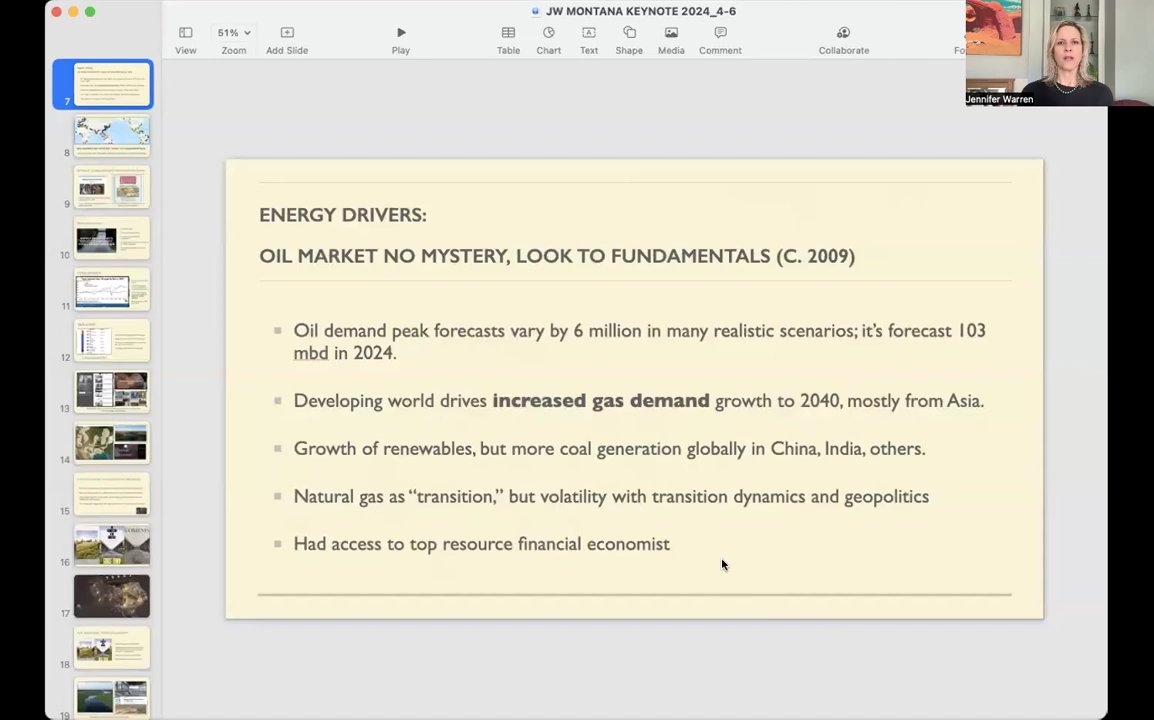 JW MONTANA KEYNOTE 2024_4-6
51%
View
Zoom
Add Slide
Play
Table
Chart
Text
Shape
Media
Comment
Collaborate
Jennifer Warren
7
8
9
10
11
12
13
14
15
16
17
18
19
ENERGY DRIVERS:
OIL MARKET NO MYSTERY, LOOK TO FUNDAMENTALS (C. 2009)
Oil demand peak forecasts vary by 6 million in many realistic scenarios; it’s forecast 103
mbd in 2024.
Developing world drives increased gas demand growth to 2040, mostly from Asia.
Growth of renewables, but more coal generation globally in China, India, others.
Natural gas as “transition,” but volatility with transition dynamics and geopolitics
Had access to top resource financial economist